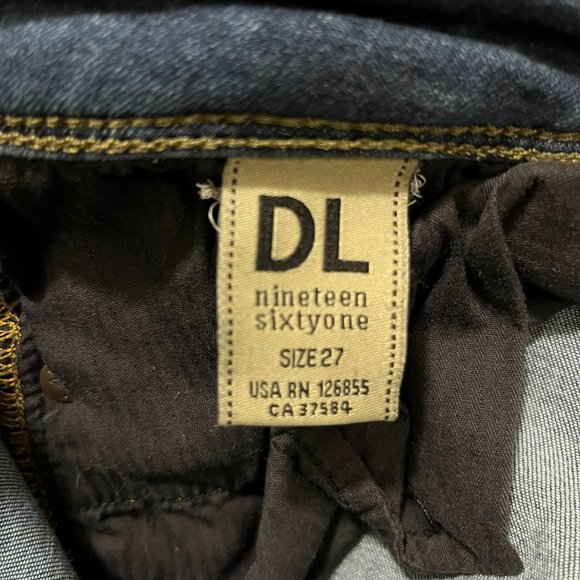 DL
nineteen
sixtyone
SIZE 27
USA RN 126855
CA 37584